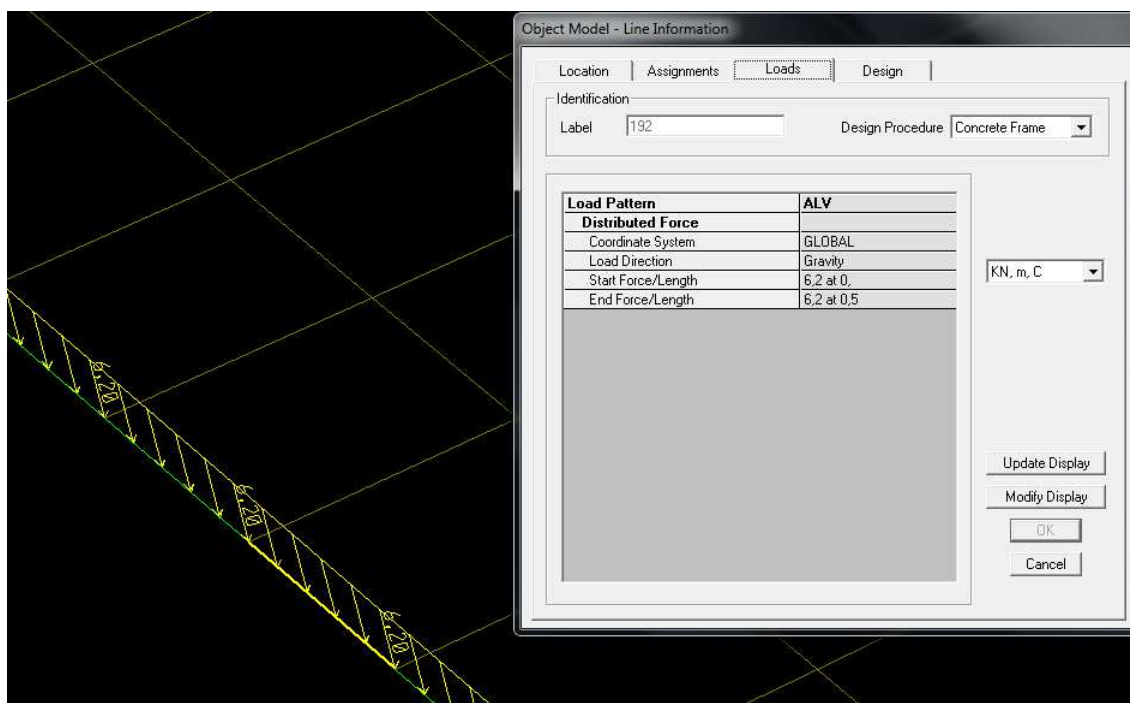 Object Model - Line Information
Location Assignments Loads Design
Identification
Label 192 Design Procedure Concrete Frame
Load Pattern ALV
Distributed Force
Coordinate System GLOBAL
Load Direction Gravity
Start Force/Length 6,2 at 0,
End Force/Length 6,2 at 0,5
KN, m, C
Update Display
Modify Display
OK
Cancel
6,20
6,20
6,20